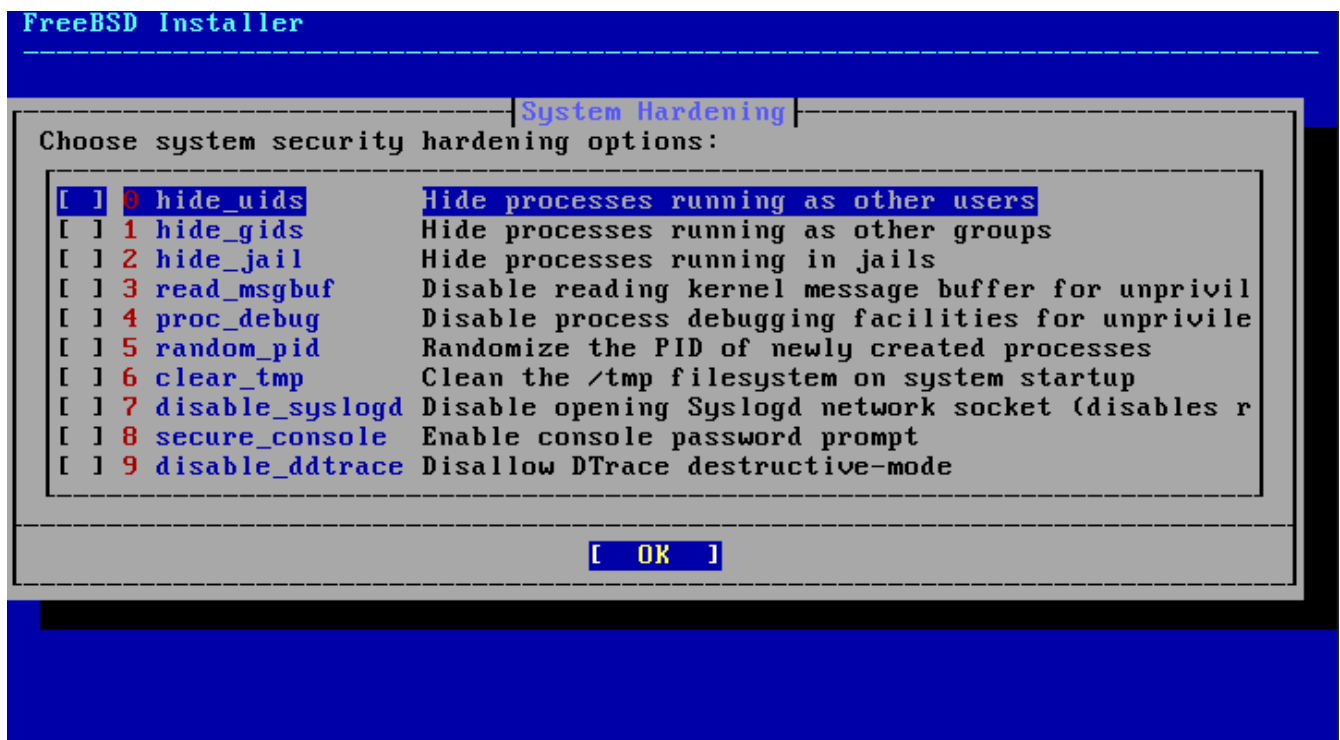 FreeBSD Installer
System Hardening
Choose system security hardening options:
[ ] 0 hide_uids Hide processes running as other users
[ ] 1 hide_gids Hide processes running as other groups
[ ] 2 hide_jail Hide processes running in jails
[ ] 3 read_msgbuf Disable reading kernel message buffer for unprivil
[ ] 4 proc_debug Disable process debugging facilities for unprivile
[ ] 5 random_pid Randomize the PID of newly created processes
[ ] 6 clear_tmp Clean the /tmp filesystem on system startup
[ ] 7 disable_syslogd Disable opening Syslogd network socket (disables r
[ ] 8 secure_console Enable console password prompt
[ ] 9 disable_ddtrace Disallow DTrace destructive-mode
[ OK ]